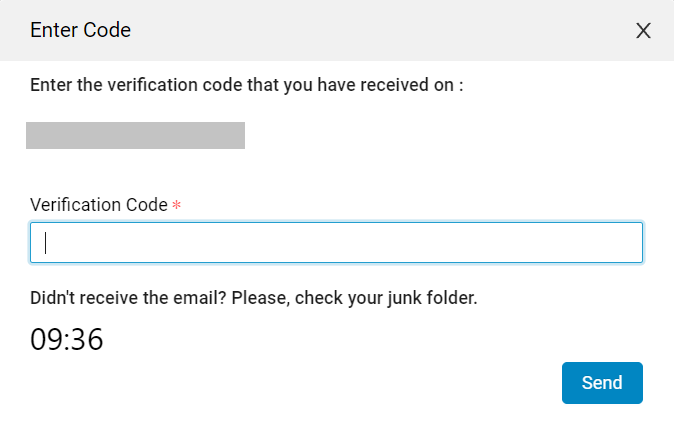 Enter Code X
Enter the verification code that you have received on :
Verification Code *
Didn't receive the email? Please, check your junk folder.
09:36
Send